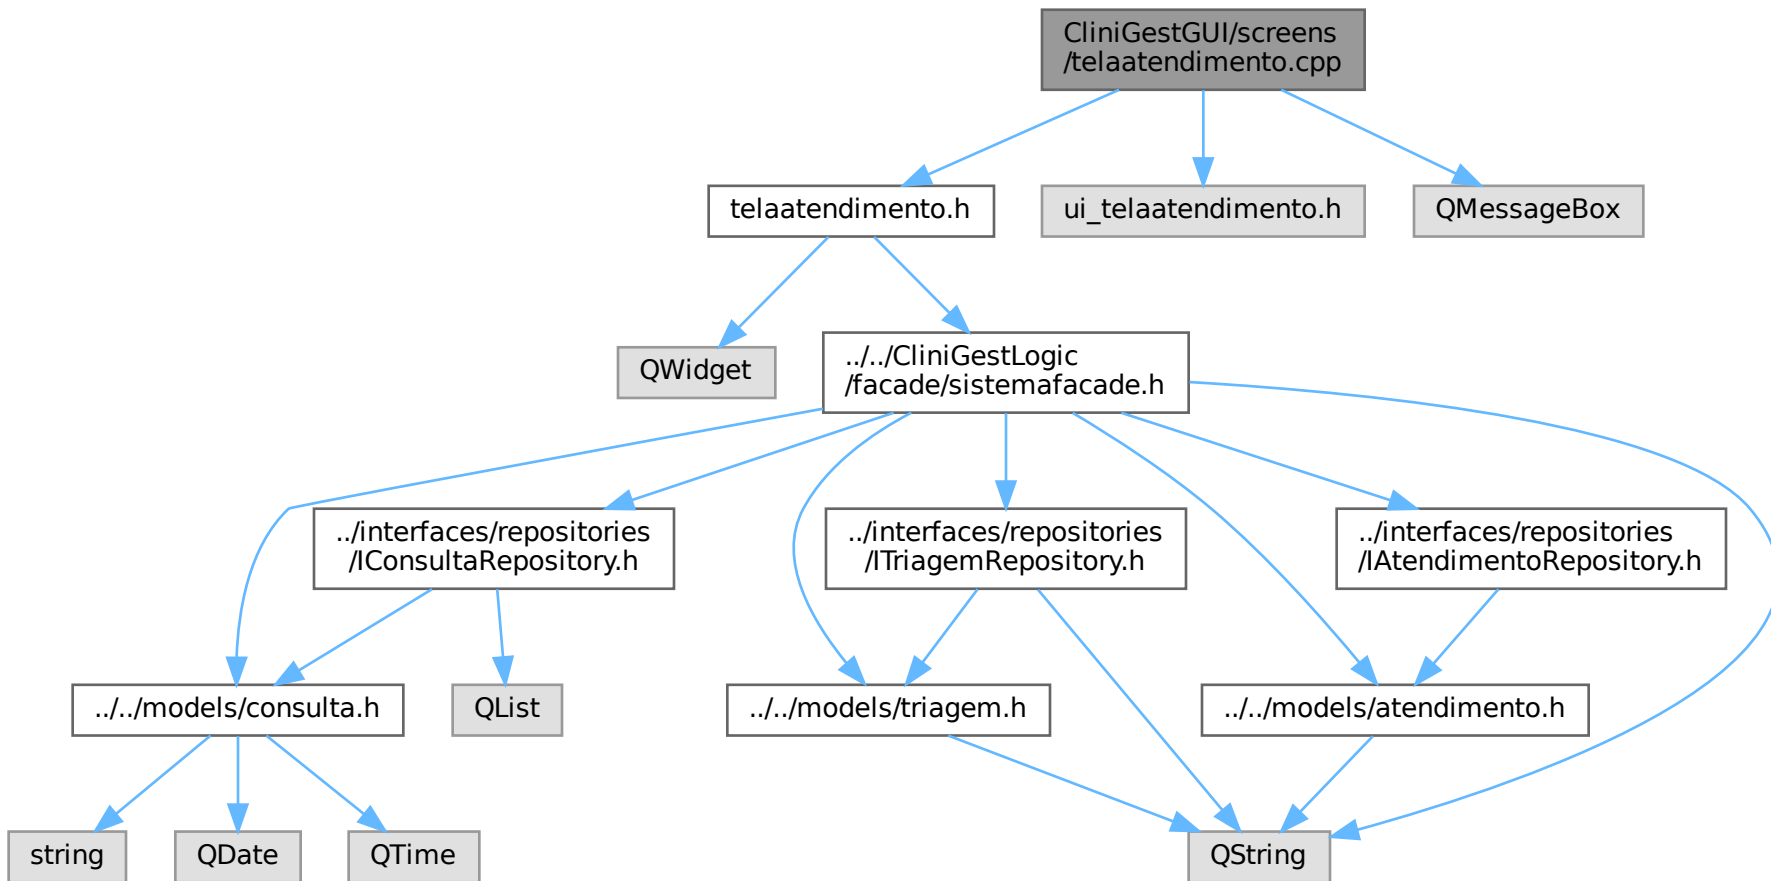 CliniGestGUI/screens
/telaatendimento.cpp
telaatendimento.h
ui_telaatendimento.h
QMessageBox
QWidget
../../CliniGestLogic
/facade/sistemafacade.h
../interfaces/repositories
/IConsultaRepository.h
../interfaces/repositories
/ITriagemRepository.h
../interfaces/repositories
/IAtendimentoRepository.h
../../models/consulta.h
QList
../../models/triagem.h
../../models/atendimento.h
string
QDate
QTime
QString